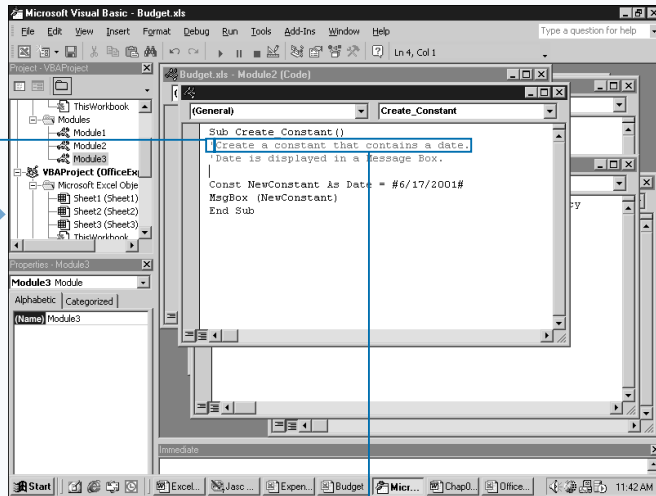 Microsoft Visual Basic - Budget.xls
File Edit View Insert Format Debug Run Tools Add-Ins Window Help
Type a question for help
Ln 4, Col 1
Project - VBAProject
ThisWorkbook
Modules
Module1
Module2
Module3
VBAProject (OfficeEx
Microsoft Excel Obje
Sheet1 (Sheet1)
Sheet2 (Sheet2)
Sheet3 (Sheet3)
ThisWorkbook
Properties - Module3
Module3 Module
Alphabetic Categorized
(Name) Module3
Budget.xls - Module2 (Code)
(General) Create_Constant
Sub Create_Constant()
'Create a constant that contains a date.
'Date is displayed in a Message Box.
Const NewConstant As Date = #6/17/2001#
MsgBox (NewConstant)
End Sub
Immediate
Start Excel... Jasc ... Expen... Budget Micr... Chap0... Office... 11:42 AM